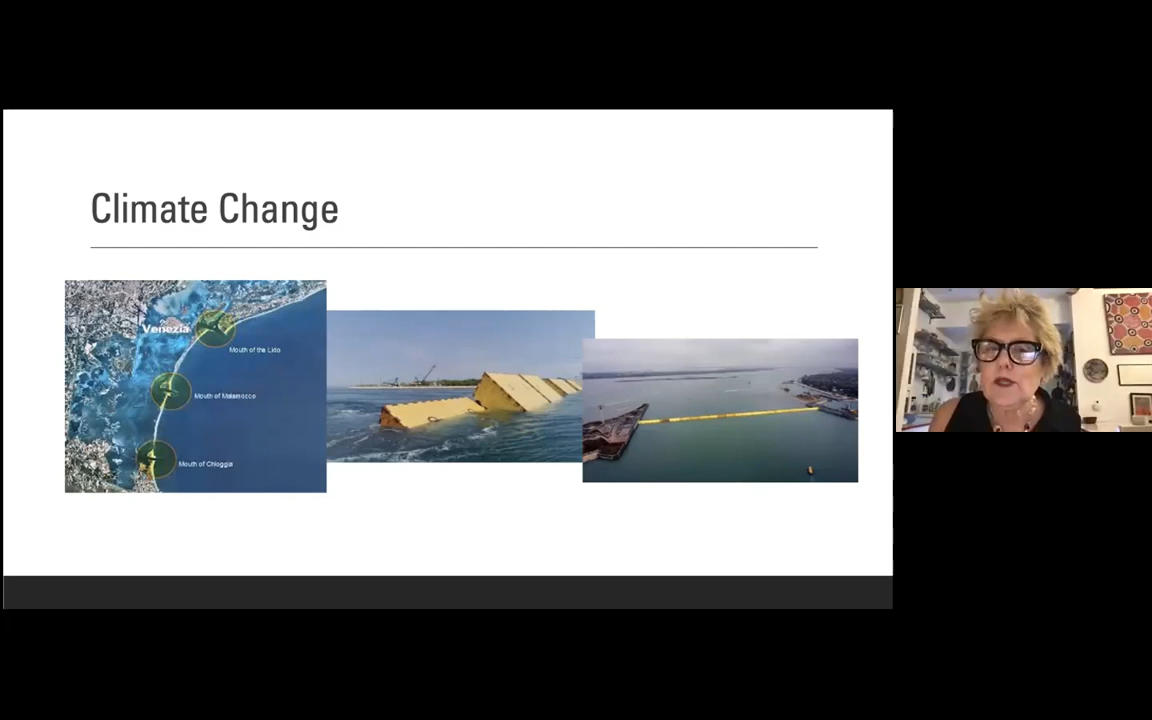 Climate Change
Venezia
Mouth of the Lido
Mouth of Malamocco
Mouth of Chioggia